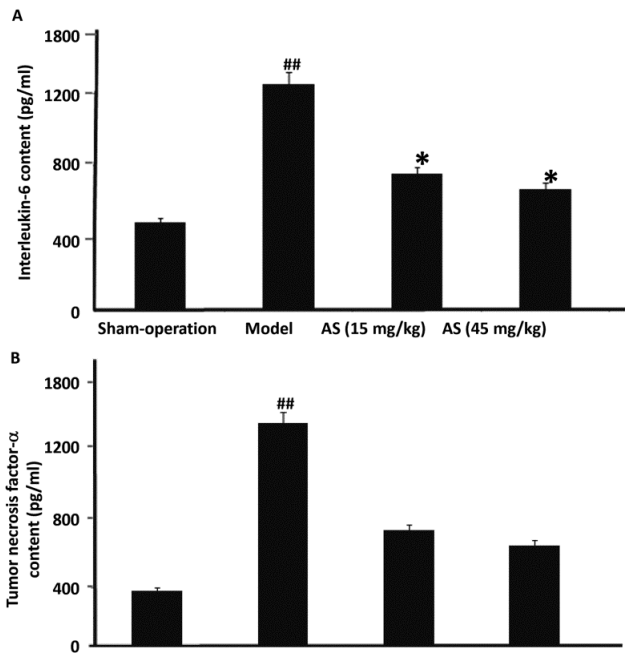 A
1800
##
1200
800
*
*
400
0
Interleukin-6 content (pg/ml)
Sham-operation Model AS (15 mg/kg) AS (45 mg/kg)
B
1800
##
1200
800
400
0
Tumor necrosis factor-α
content (pg/ml)